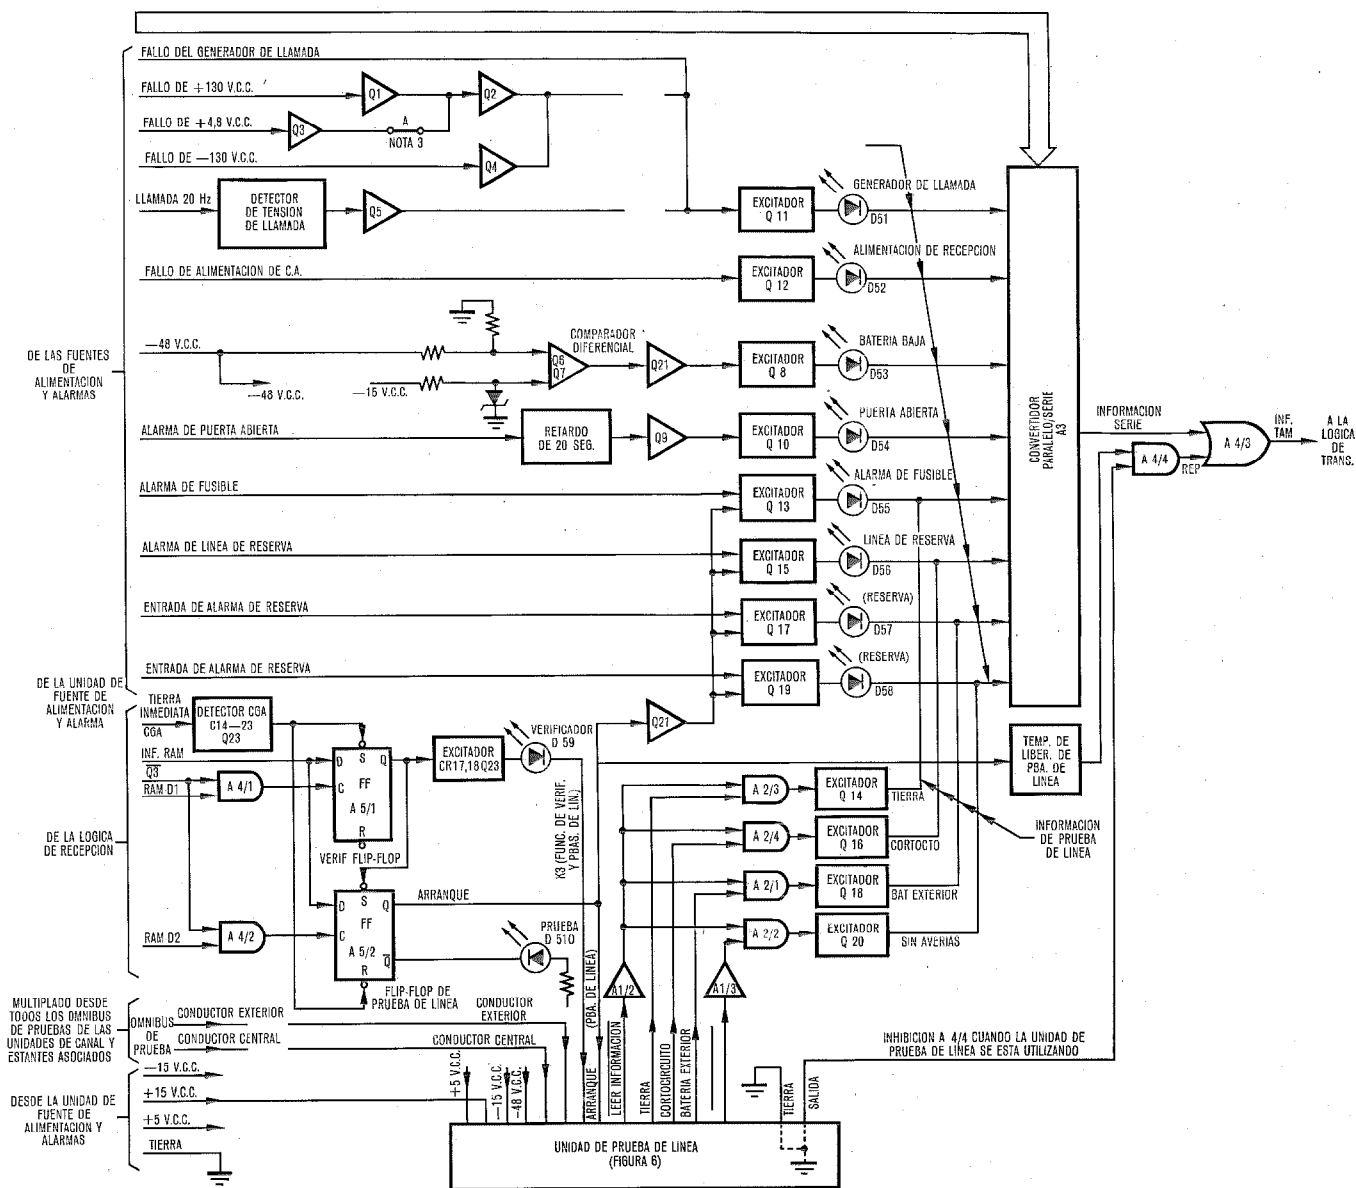 FALLO DEL GENERADOR DE LLAMADA
FALLO DE +130 V.C.C.
Q1
Q2
FALLO DE +4,8 V.C.C.
Q3
A
NOTA 3
FALLO DE —130 V.C.C.
Q4
LLAMADA 20 Hz
DETECTOR
DE TENSION
DE LLAMADA
Q5
EXCITADOR
Q 11
GENERADOR DE LLAMADA
D51
FALLO DE ALIMENTACION DE C.A.
EXCITADOR
Q 12
ALIMENTACION DE RECEPCION
D52
DE LAS FUENTES
DE
ALIMENTACION
Y ALARMAS
—48 V.C.C.
—48 V.C.C.
—15 V.C.C.
COMPARADOR
DIFERENCIAL
Q6
Q7
Q21
EXCITADOR
Q 8
BATERIA BAJA
D53
ALARMA DE PUERTA ABIERTA
RETARDO
DE 20 SEG.
Q9
EXCITADOR
Q 10
PUERTA ABIERTA
D54
CONVERTIDOR
PARALELO/SERIE
A3
INFORMACION
SERIE
A 4/4
REP
A 4/3
INF.
TAM
A LA
LOGICA
DE
TRANS.
ALARMA DE FUSIBLE
EXCITADOR
Q 13
ALARMA DE FUSIBLE
D55
ALARMA DE LINEA DE RESERVA
EXCITADOR
Q 15
LINEA DE RESERVA
D56
ENTRADA DE ALARMA DE RESERVA
EXCITADOR
Q 17
(RESERVA)
D57
ENTRADA DE ALARMA DE RESERVA
EXCITADOR
Q 19
(RESERVA)
D58
DE LA UNIDAD DE
FUENTE DE
ALIMENTACION
Y ALARMA
TIERRA
INMEDIATA
CGA
DETECTOR CGA
C14—23
Q23
Q21
INF. RAM
Q3
RAM D1
A 4/1
D
S
Q
FF
C
A 5/1
R
VERIF FLIP-FLOP
EXCITADOR
CR17,18Q23
VERIFICADOR
D 59
TEMP. DE
LIBER. DE
PBA. DE
LINEA
DE LA LOGICA
DE RECEPCION
RAM D2
A 4/2
D
S
Q
FF
C
A 5/2
Q
R
FLIP-FLOP DE
PRUEBA DE LINEA
ARRANQUE
PRUEBA
D 510
K3 (FUNC. DE VERIF.
Y PBAS. DE LIN.)
A 2/3
EXCITADOR
Q 14
TIERRA
A 2/4
EXCITADOR
Q 16
CORTOCTO
A 2/1
EXCITADOR
Q 18
BAT EXTERIOR
A 2/2
EXCITADOR
Q 20
SIN AVERIAS
INFORMACION
DE PRUEBA
DE LINEA
A1/2
A1/3
MULTIPLADO DESDE
TODOS LOS OMNIBUS
DE PRUEBAS DE LAS
UNIDADES DE CANAL Y
ESTANTES ASOCIADOS
OMNIBUS
DE
PRUEBA
CONDUCTOR EXTERIOR
CONDUCTOR CENTRAL
CONDUCTOR
EXTERIOR
CONDUCTOR CENTRAL
DESDE LA UNIDAD DE
FUENTE DE
ALIMENTACION Y
ALARMAS
—15 V.C.C.
+15 V.C.C.
+5 V.C.C.
TIERRA
+5 V.C.C.
—15 V.C.C.
—48 V.C.C.
ARRANQUE (PBA. DE LINEA)
LEER INFORMACION
TIERRA
CORTOCIRCUITO
BATERIA EXTERIOR
TIERRA
SALIDA
INHIBICION A 4/4 CUANDO LA UNIDAD DE
PRUEBA DE LINEA SE ESTA UTILIZANDO
UNIDAD DE PRUEBA DE LINEA
(FIGURA 6)